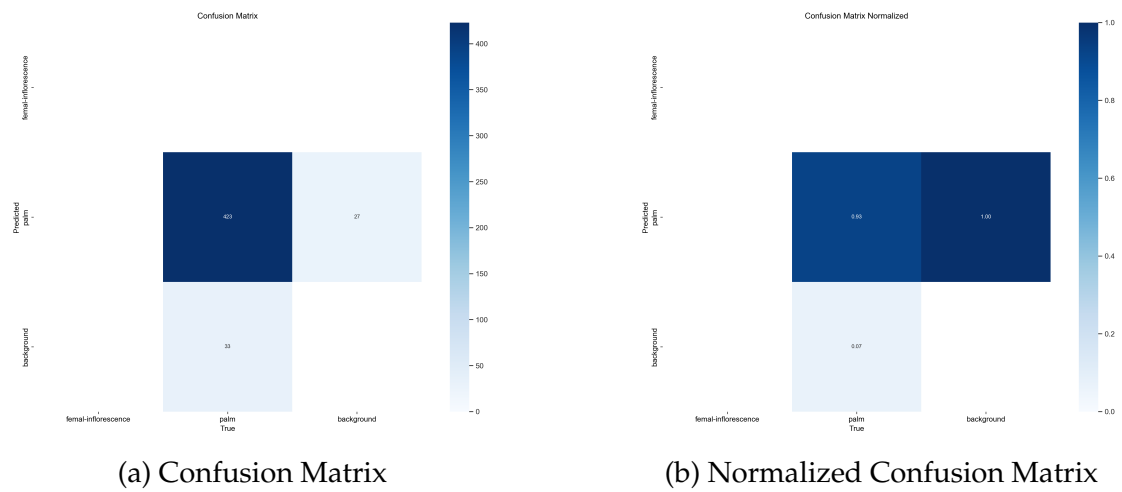 Confusion Matrix
femal-inflorescence
Predicted
palm
background
423
27
33
femal-inflorescence
palm
background
True
400
350
300
250
200
150
100
50
0
(a) Confusion Matrix
Confusion Matrix Normalized
femal-inflorescence
Predicted
palm
background
0.93
1.00
0.07
femal-inflorescence
palm
background
True
1.0
0.8
0.6
0.4
0.2
0.0
(b) Normalized Confusion Matrix